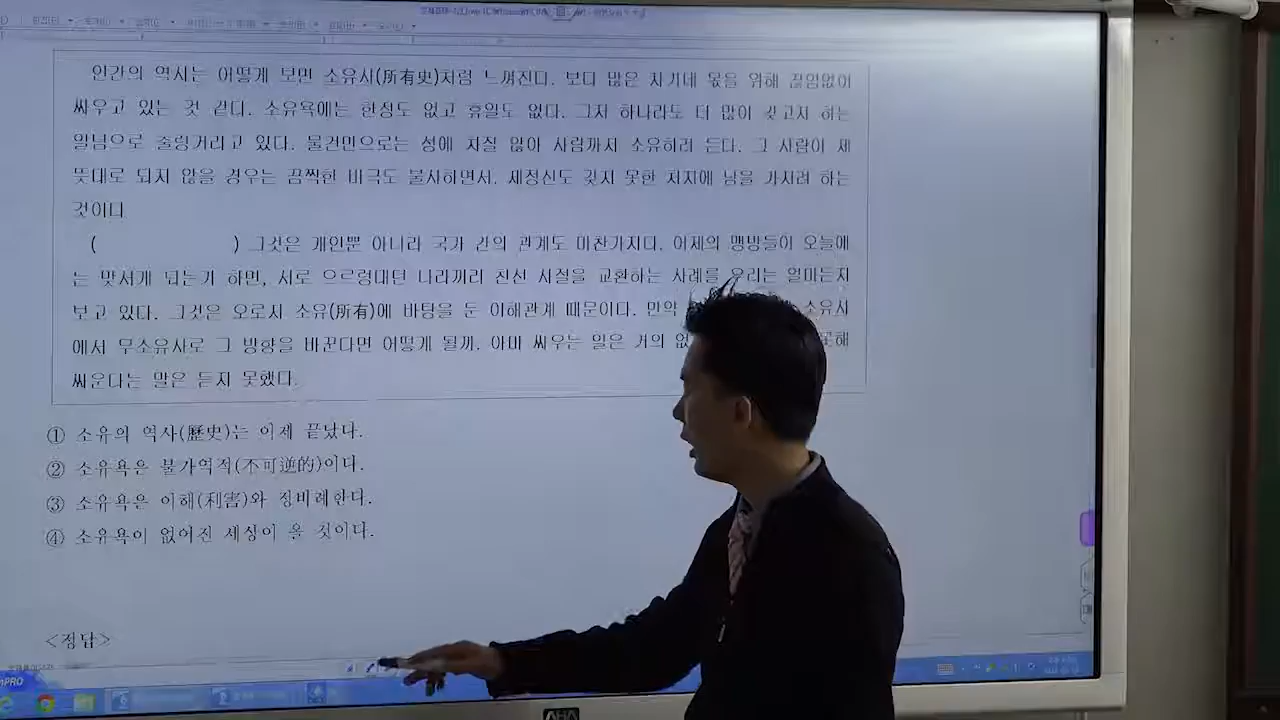 인간의 역사는 어떻게 보면 소유사(所有史)처럼 느껴진다. 보다 많은 자기네 몫을 위해 끊임없이
싸우고 있는 것 같다. 소유욕에는 한정도 없고 휴일도 없다. 그저 하나라도 더 많이 갖고자 하는
일념으로 출렁거리고 있다. 물건만으로는 성에 차질 않아 사람까지 소유하려 든다. 그 사람이 제
뜻대로 되지 않을 경우는 끔찍한 비극도 불사하면서. 제정신도 갖지 못한 처지에 남을 가지려 하는
것이다
( ) 그것은 개인뿐 아니라 국가 간의 관계도 마찬가지다. 어제의 맹방들이 오늘에
는 맞서게 되는가 하면, 서로 으르렁대던 나라끼리 친선 사절을 교환하는 사례를 우리는 얼마든지
보고 있다. 그것은 오로지 소유(所有)에 바탕을 둔 이해관계 때문이다. 만약 소유사
에서 무소유사로 그 방향을 바꾼다면 어떻게 될까. 아마 싸우는 일은 거의 없
싸운다는 말은 듣지 못했다.
① 소유의 역사(歷史)는 이제 끝났다.
② 소유욕은 불가역적(不可逆的)이다.
③ 소유욕은 이해(利害)와 정비례한다.
④ 소유욕이 없어진 세상이 올 것이다.
<정답>